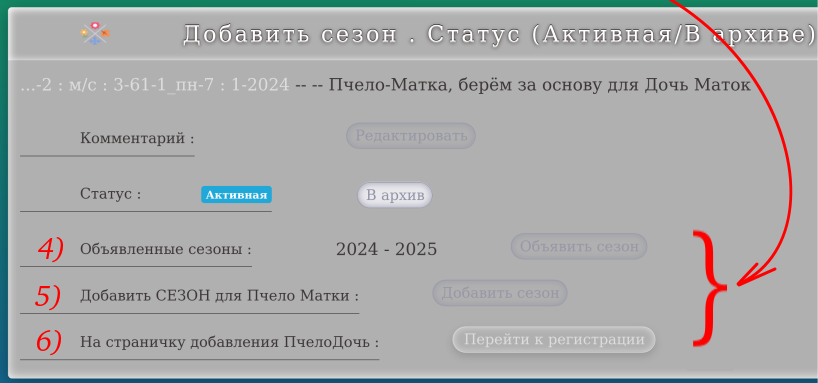 Добавить сезон . Статус (Активная/В архиве)
...-2 : м/с : 3-61-1_пн-7 : 1-2024 -- -- Пчело-Матка, берём за основу для Дочь Маток
Комментарий : Редактировать
Статус : Активная В архив
4) Объявленные сезоны : 2024 - 2025 Объявить сезон
5) Добавить СЕЗОН для Пчело Матки : Добавить сезон
6) На страничку добавления ПчелоДочь : Перейти к регистрации